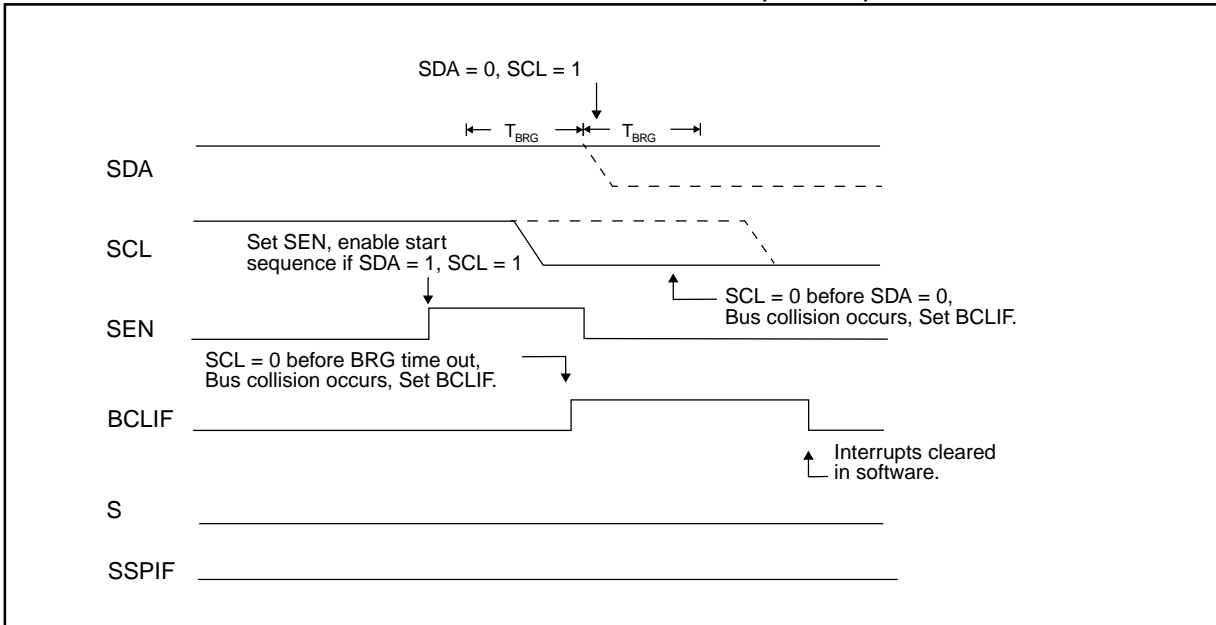 SDA = 0, SCL = 1
TBRG TBRG
SDA
SCL
Set SEN, enable start
sequence if SDA = 1, SCL = 1
SCL = 0 before SDA = 0,
Bus collision occurs, Set BCLIF.
SEN
SCL = 0 before BRG time out,
Bus collision occurs, Set BCLIF.
BCLIF
Interrupts cleared
in software.
S
SSPIF